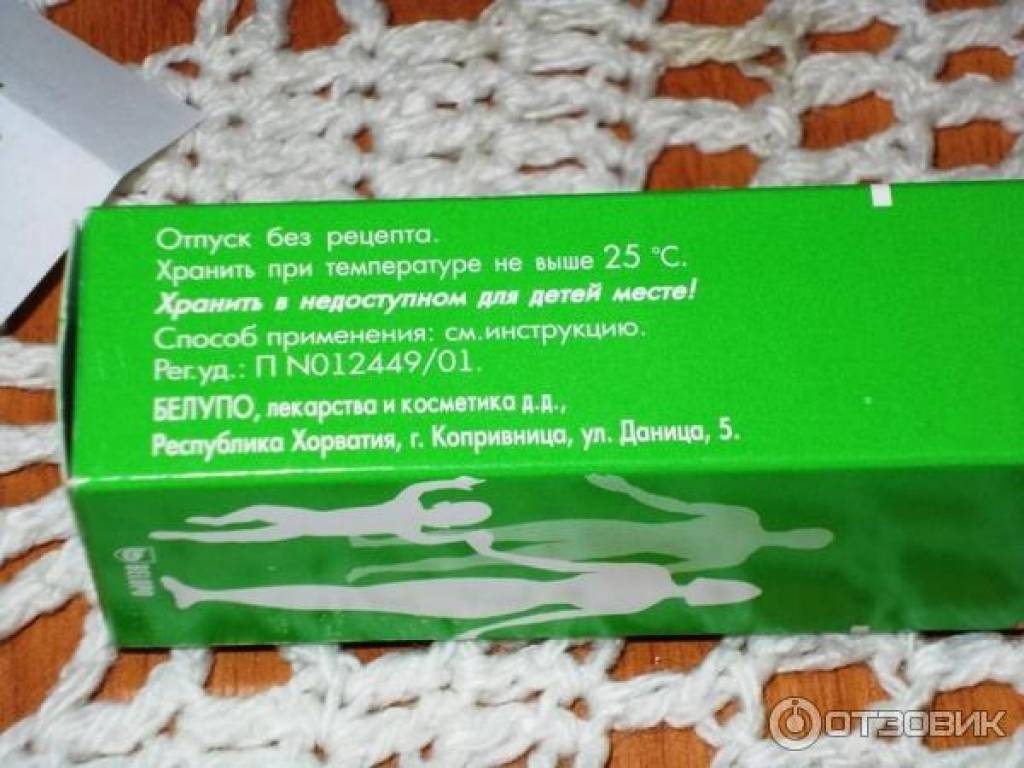 Отпуск без рецепта.
Хранить при температуре не выше 25 °С.
Хранить в недоступном для детей месте!
Способ применения: см.инструкцию.
Рег.уд.: П N012449/01.
БЕЛУПО, лекарства и косметика д.д.,
Республика Хорватия, г. Копривница, ул. Даница, 5.
BELUPO
ОТЗОВИК